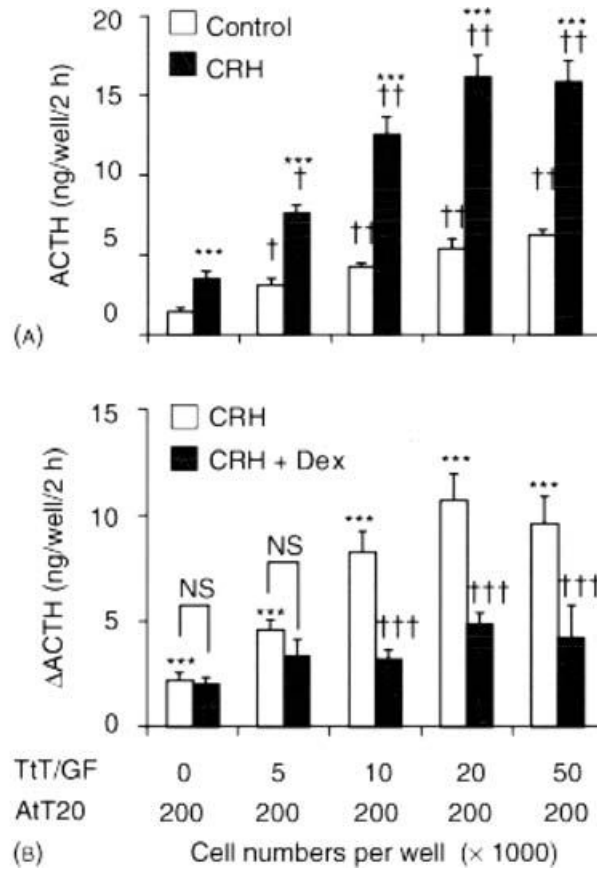 20
15
10
5
0
ACTH (ng/well/2 h)
Control
CRH
***
†
***
†
††
***
††
††
***
††
††
***
††
(A)
15
10
5
0
ΔACTH (ng/well/2 h)
CRH
CRH + Dex
NS
***
NS
***
***
†††
***
†††
***
†††
TtT/GF 0 5 10 20 50
AtT20 200 200 200 200 200
(B) Cell numbers per well (× 1000)